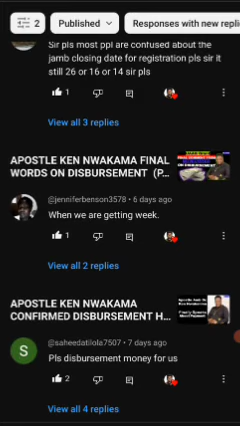 2
Published
Responses with new repli
Sir pls most ppl are confused about the
jamb closing date for registration pls sir it
still 26 or 16 or 14 sir pls
1
View all 3 replies
APOSTLE KEN NWAKAMA FINAL
WORDS ON DISBURSEMENT (P...
@jenniferbenson3578 • 6 days ago
When we are getting week.
1
View all 2 replies
APOSTLE KEN NWAKAMA
CONFIRMED DISBURSEMENT H...
@saheedatilola7507 • 7 days ago
S
Pls disbursement money for us
2
View all 4 replies